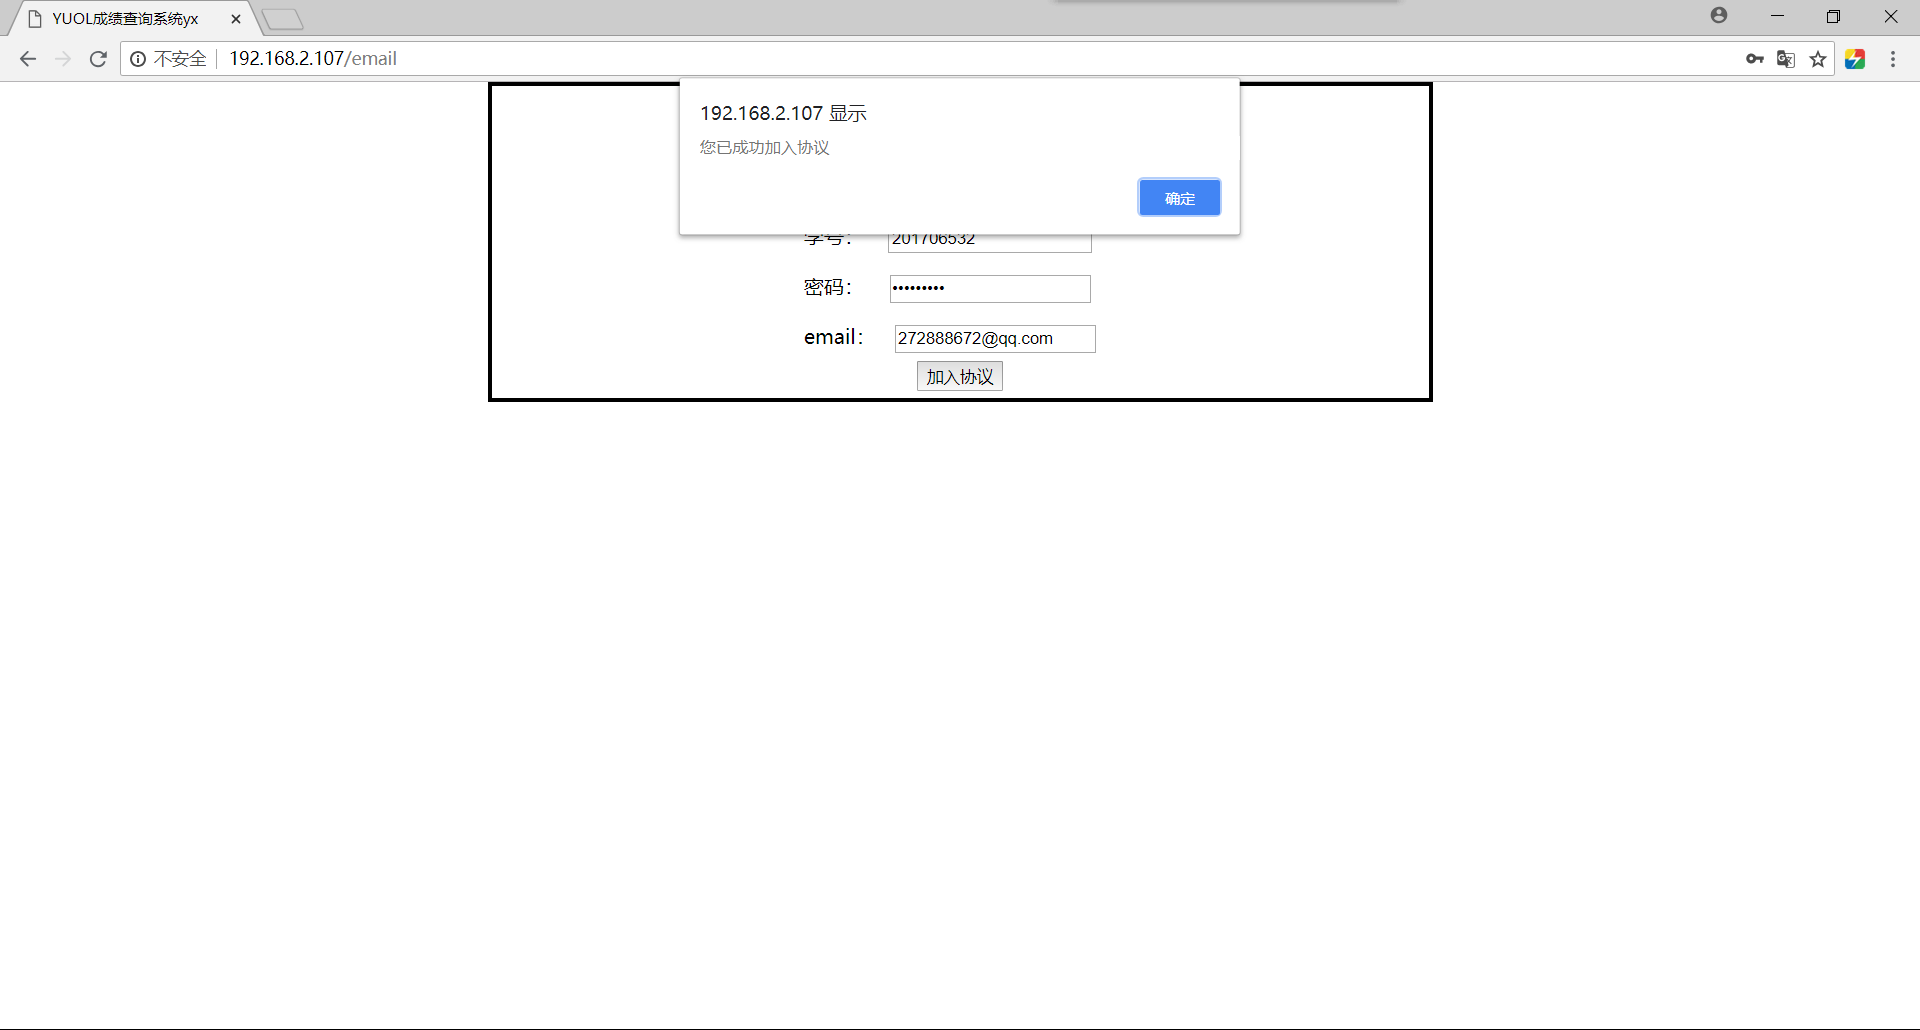 YUOL成绩查询系统yx
不安全 192.168.2.107/email
192.168.2.107 显示
您已成功加入协议
确定
学号： 201706532
密码： •••••••••
email： 272888672@qq.com
加入协议